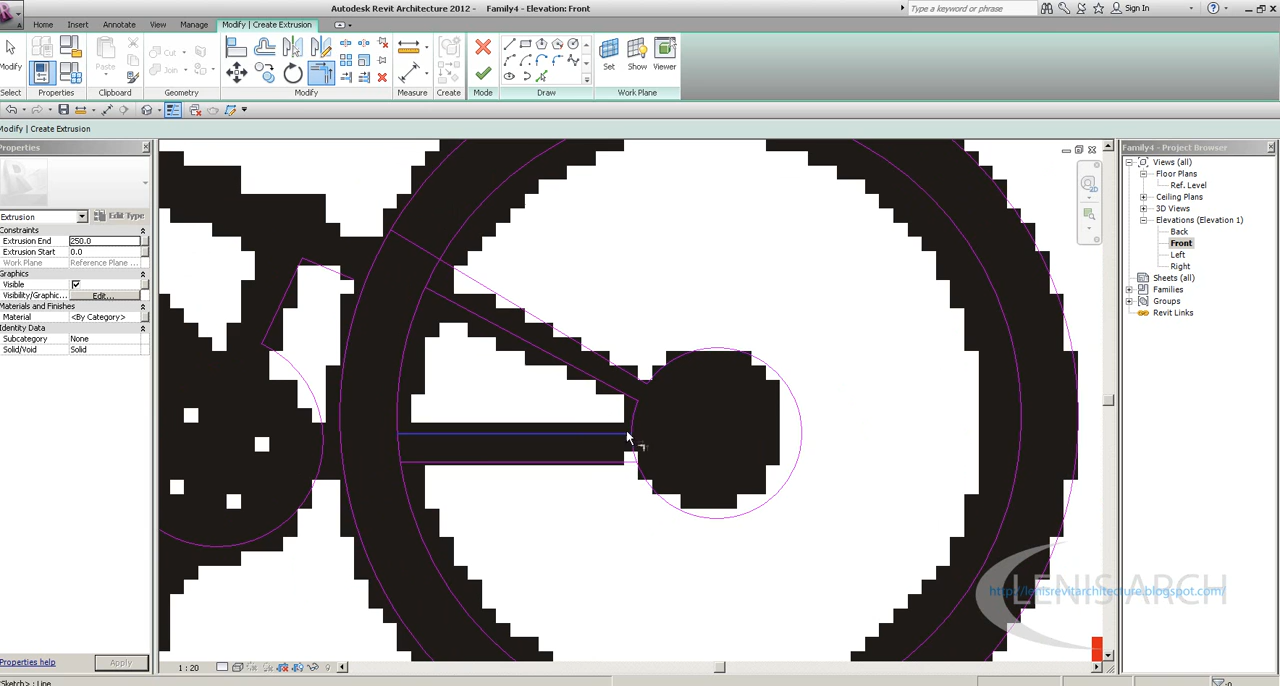 Autodesk Revit Architecture 2012 - Family4 - Elevation: Front
Type a keyword or phrase
Sign In
Home Insert Annotate View Manage Modify | Create Extrusion
Modify
Paste
Cut
Join
Set Show Viewer
Select Properties Clipboard Geometry Modify Measure Create Mode Draw Work Plane
Modify | Create Extrusion
Properties
Extrusion
Edit Type
Constraints
Extrusion End 250.0
Extrusion Start 0.0
Work Plane Reference Plane ...
Graphics
Visible
Visibility/Graphic... Edit...
Materials and Finishes
Material <By Category>
Identity Data
Subcategory None
Solid/Void Solid
Properties help
Apply
Family4 - Project Browser
Views (all)
Floor Plans
Ref. Level
Ceiling Plans
3D Views
Elevations (Elevation 1)
Back
Front
Left
Right
Sheets (all)
Families
Groups
Revit Links
LENIS ARCH
http://lenisrevitarchitecture.blogspot.com/
1 : 20
<Sketch> : Line
:0